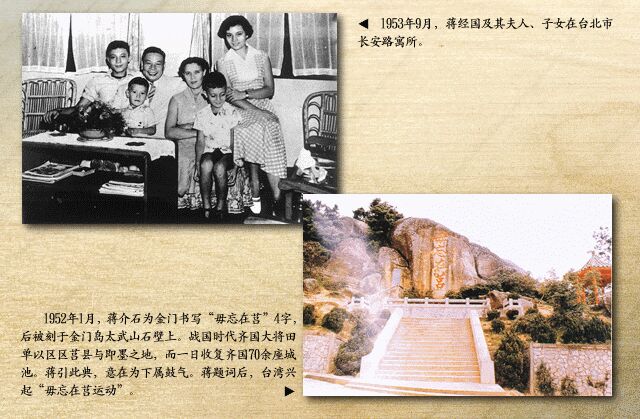 ◀ 1953年9月，蒋经国及其夫人、子女在台北市
长安路寓所。
1952年1月，蒋介石为金门书写“毋忘在莒”4字，
后被刻于金门岛太武山石壁上。战国时代齐国大将田
单以区区莒县与即墨之地，而一日收复齐国70余座城
池。蒋引此典，意在为下属鼓气。蒋题词后，台湾兴
起“毋忘在莒运动”。 ▶